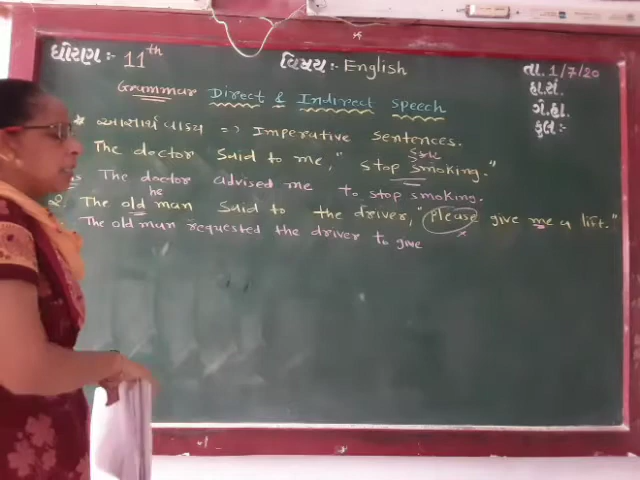 ધોરણ :- 11th
વિષય :- English
તા. 1/7/20
હા.સં.
ગે.હા.
કુલ :-
Grammar Direct & Indirect speech
* આજ્ઞાર્થ વાક્ય => Imperative sentences.
The doctor said to me, " stop smoking."
The doctor advised me to stop smoking.
he
2. The old man said to the driver, " please give me a lift."
The old man requested the driver to give